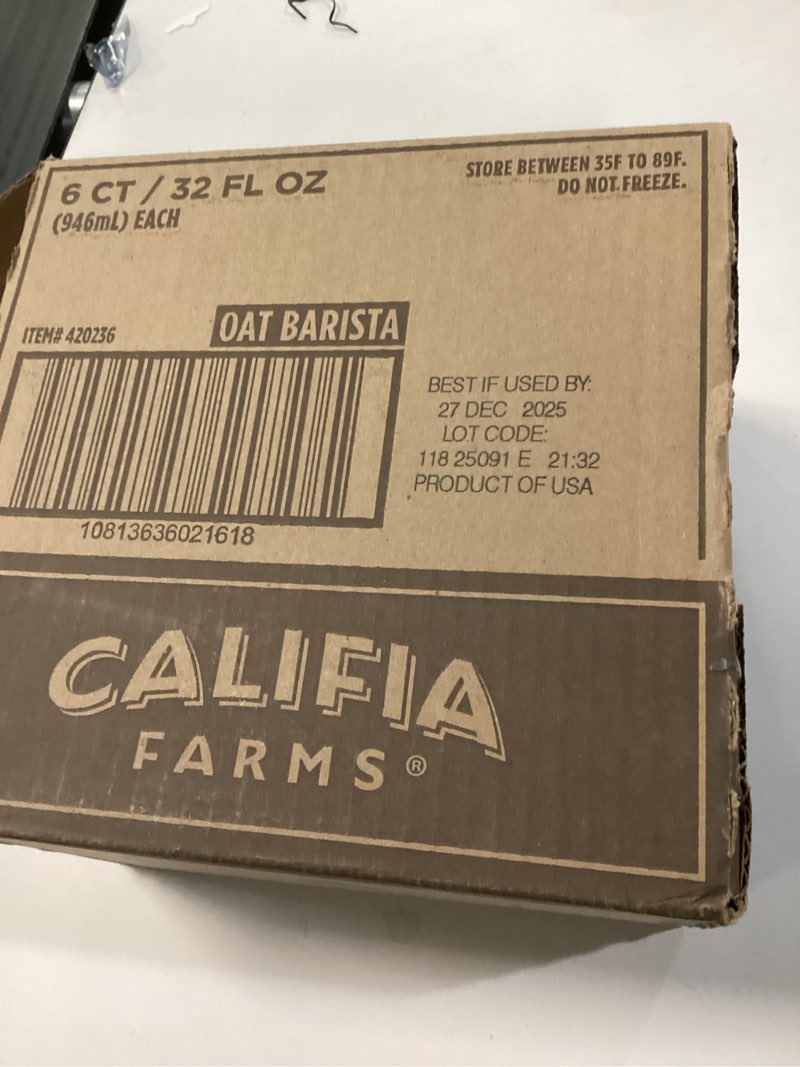 6 CT / 32 FL OZ
(946mL) EACH
STORE BETWEEN 35F TO 89F.
DO NOT FREEZE.
ITEM# 420236
OAT BARISTA
10813636021618
BEST IF USED BY:
27 DEC 2025
LOT CODE:
118 25091 E 21:32
PRODUCT OF USA
CALIFIA
FARMS®